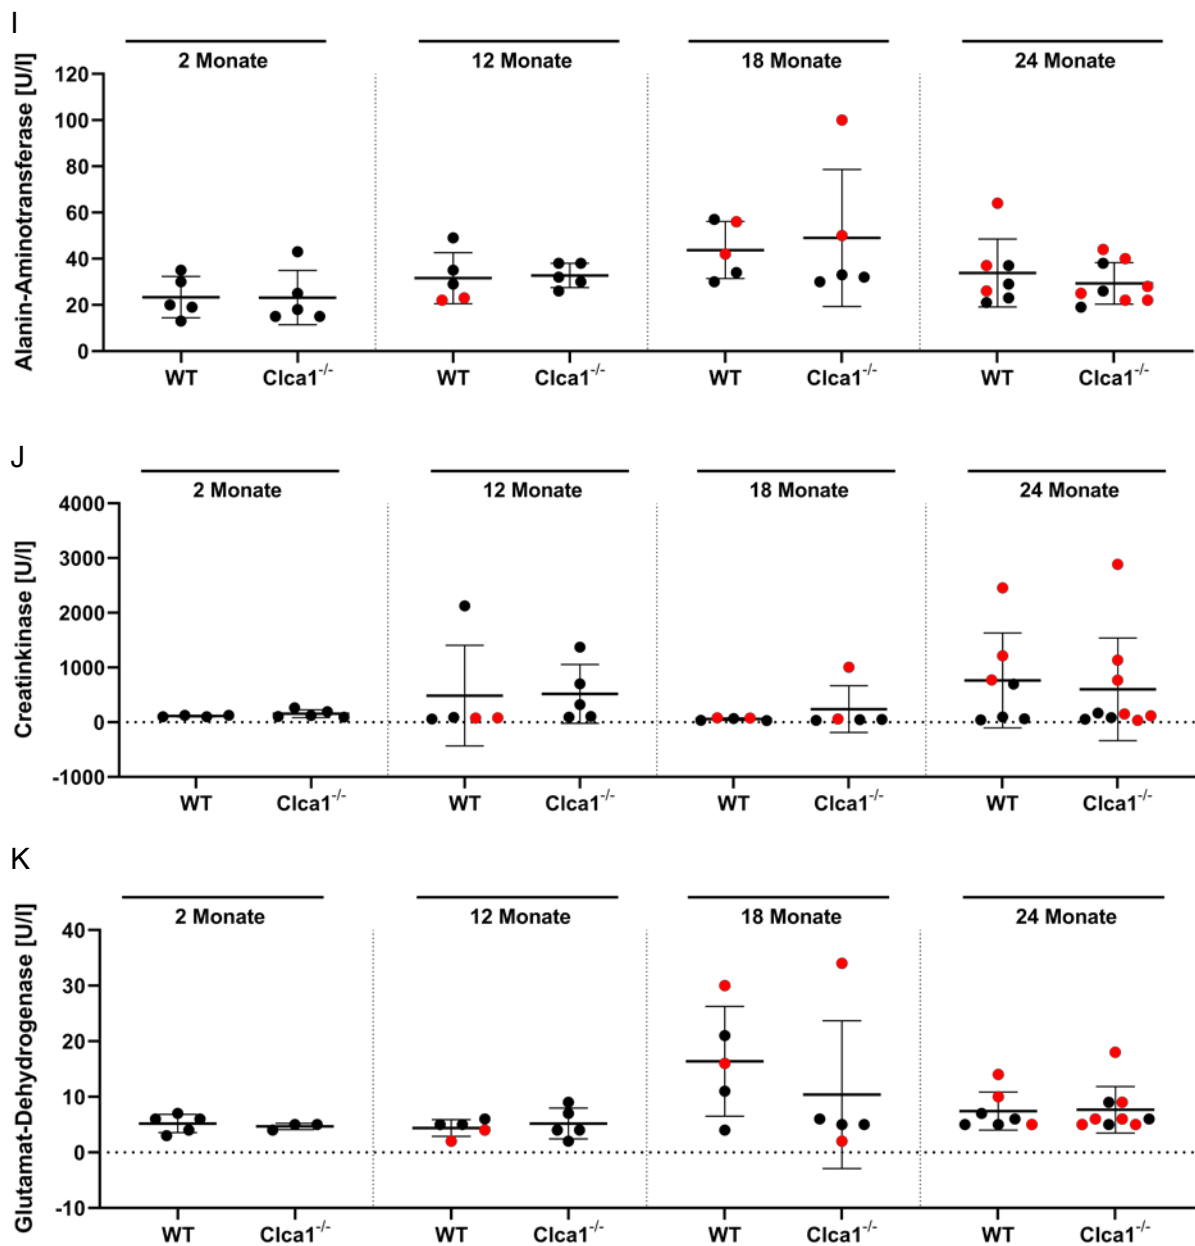 I
2 Monate 12 Monate 18 Monate 24 Monate
Alanin-Aminotransferase [U/l]
120
100
80
60
40
20
0
WT Clca1-/- WT Clca1-/- WT Clca1-/- WT Clca1-/-
J
2 Monate 12 Monate 18 Monate 24 Monate
Creatinkinase [U/l]
4000
3000
2000
1000
0
-1000
WT Clca1-/- WT Clca1-/- WT Clca1-/- WT Clca1-/-
K
2 Monate 12 Monate 18 Monate 24 Monate
Glutamat-Dehydrogenase [U/l]
40
30
20
10
0
-10
WT Clca1-/- WT Clca1-/- WT Clca1-/- WT Clca1-/-